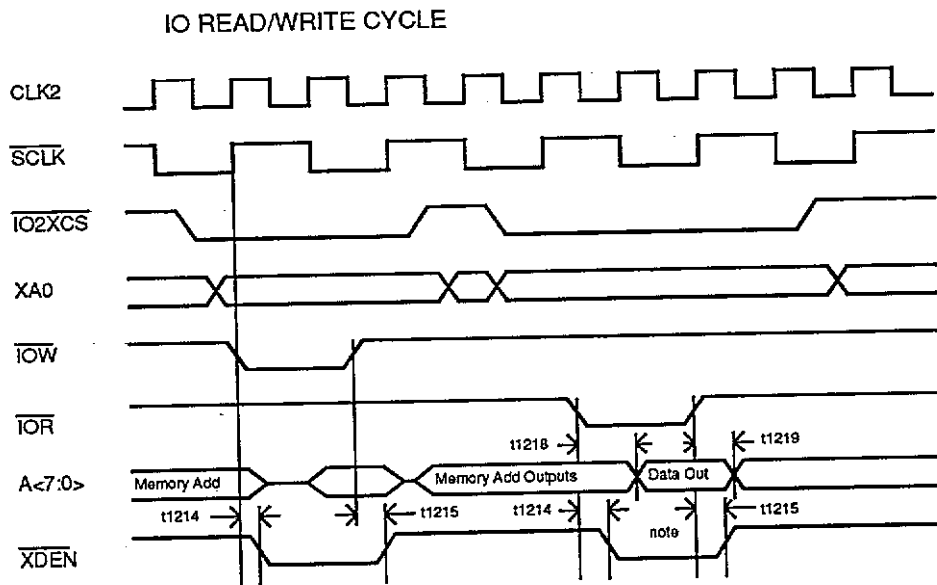 IO READ/WRITE CYCLE
CLK2
SCLK
IO2XCS
XA0
IOW
IOR
t1218
t1219
A<7:0>
Memory Add
Memory Add Outputs
Data Out
t1214
t1215
t1214
note
t1215
XDEN